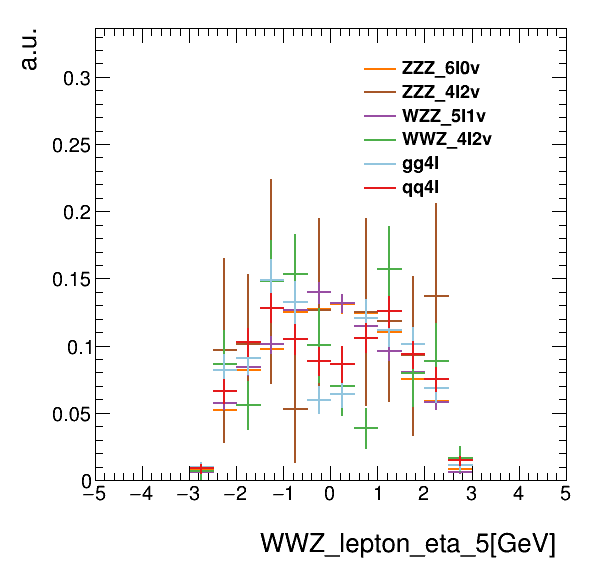 a.u.
ZZZ_6l0v
ZZZ_4l2v
WZZ_5l1v
WWZ_4l2v
gg4l
qq4l
0.3
0.25
0.2
0.15
0.1
0.05
0
−5 −4 −3 −2 −1 0 1 2 3 4 5
WWZ_lepton_eta_5[GeV]